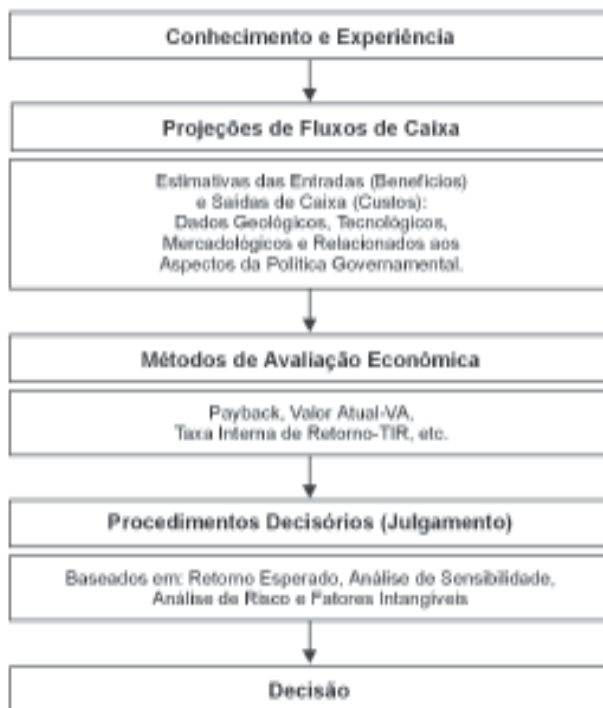 Conhecimento e Experiência
Projeções de Fluxos de Caixa
Estimativas das Entradas (Benefícios)
e Saídas de Caixa (Custos):
Dados Geológicos, Tecnológicos,
Mercadológicos e Relacionados aos
Aspectos da Política Governamental.
Métodos de Avaliação Econômica
Payback, Valor Atual-VA,
Taxa Interna de Retorno-TIR, etc.
Procedimentos Decisórios (Julgamento)
Baseados em: Retorno Esperado, Análise de Sensibilidade,
Análise de Risco e Fatores Intangíveis
Decisão